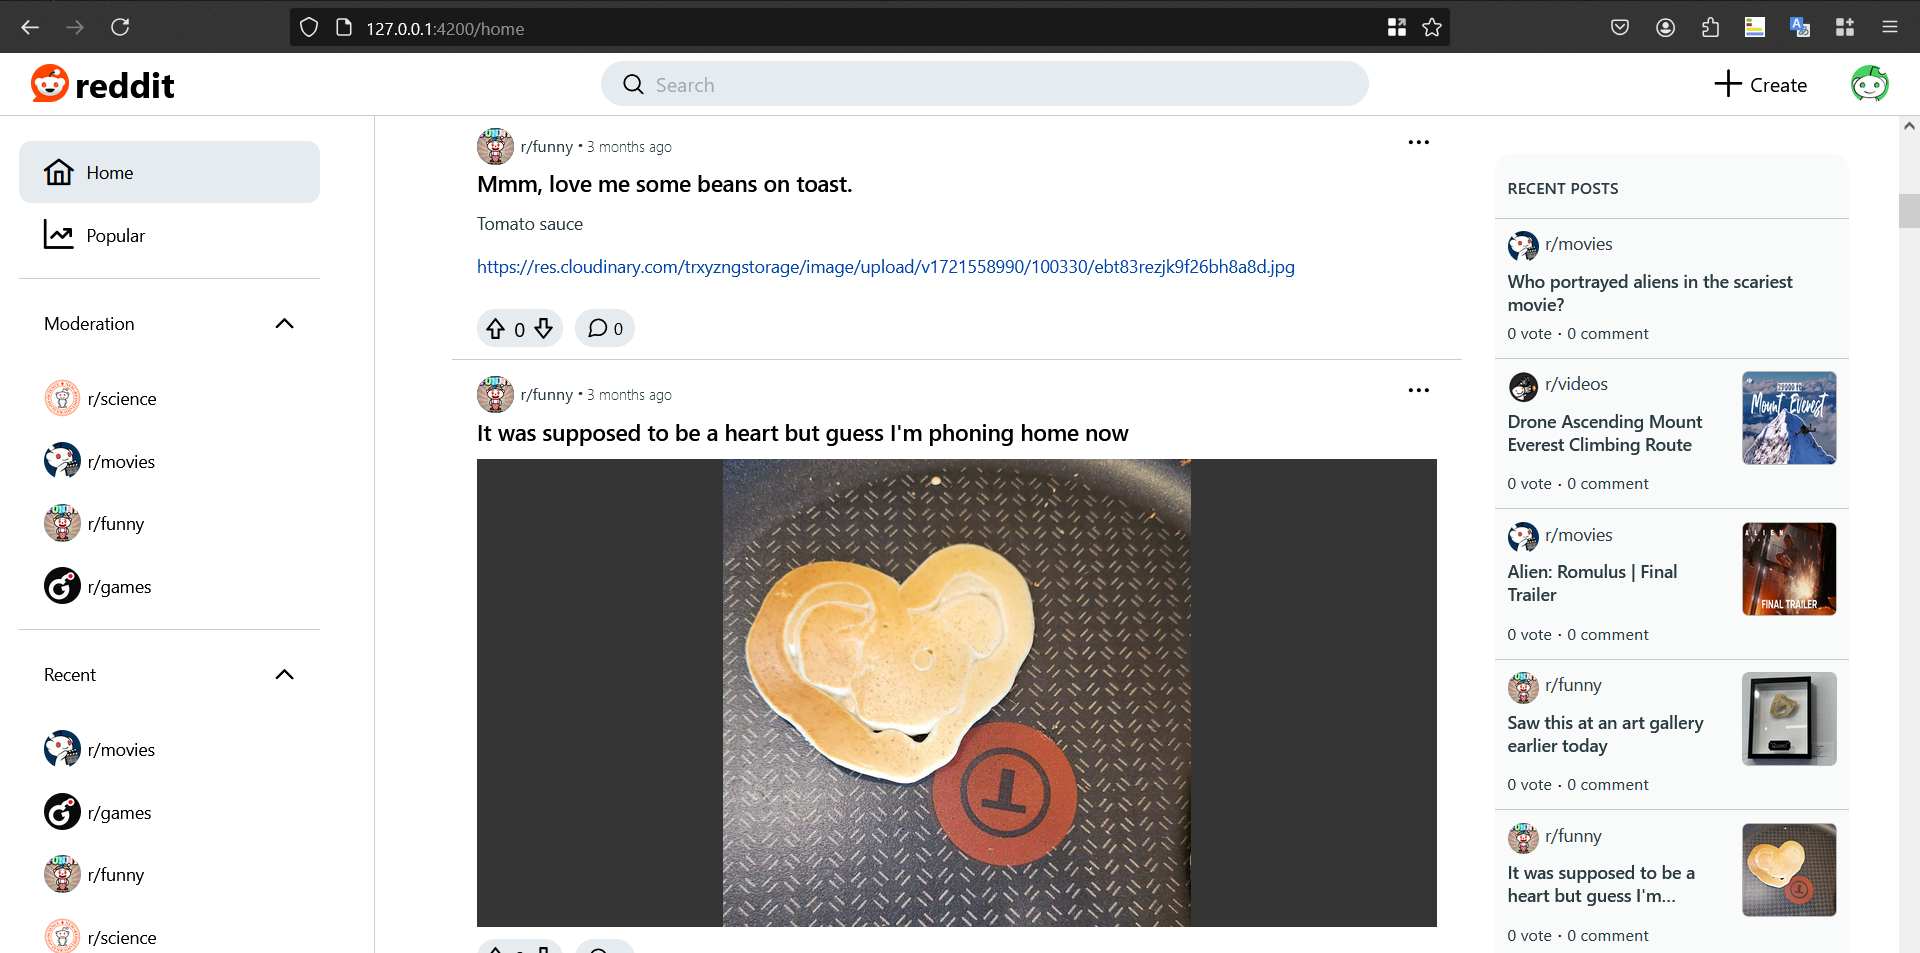 127.0.0.1:4200/home
reddit
Search
Create
Home
Popular
Moderation
r/science
r/movies
r/funny
r/games
Recent
r/movies
r/games
r/funny
r/science
r/funny • 3 months ago
Mmm, love me some beans on toast.
Tomato sauce
https://res.cloudinary.com/trxyzngstorage/image/upload/v1721558990/100330/ebt83rezjk9f26bh8a8d.jpg
0
0
r/funny • 3 months ago
It was supposed to be a heart but guess I'm phoning home now
RECENT POSTS
r/movies
Who portrayed aliens in the scariest
movie?
0 vote · 0 comment
r/videos
Drone Ascending Mount
Everest Climbing Route
Mount Everest
0 vote · 0 comment
r/movies
Alien: Romulus | Final
Trailer
ALIEN
FINAL TRAILER
0 vote · 0 comment
r/funny
Saw this at an art gallery
earlier today
0 vote · 0 comment
r/funny
It was supposed to be a
heart but guess I'm...
0 vote · 0 comment